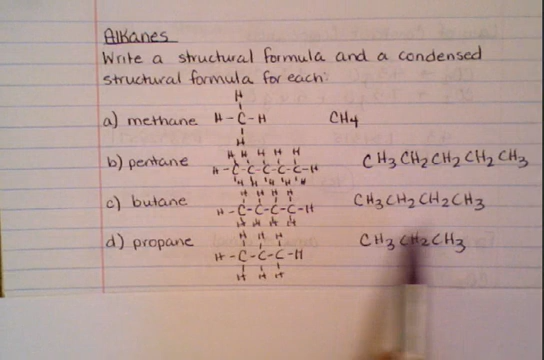 Alkanes
Write a structural formula and a condensed
structural formula for each:
H
a) methane H-C-H CH4
H
H H H H H
b) pentane H-C-C-C-C-C-H CH3CH2CH2CH2CH3
H H H H H
H H H H
c) butane H-C-C-C-C-H CH3CH2CH2CH3
H H H H
H H H
d) propane H-C-C-C-H CH3CH2CH3
H H H